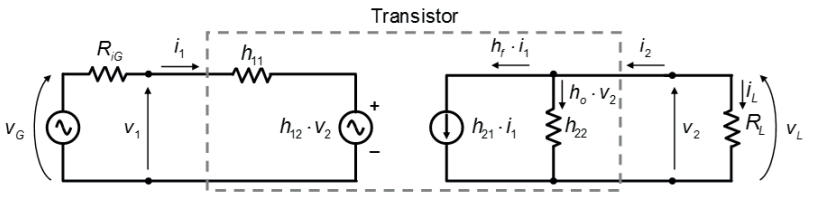 Transistor
R_iG
i_1
h_11
h_f · i_1
i_2
v_G
v_1
h_12 · v_2
+
−
h_21 · i_1
h_o · v_2
h_22
v_2
i_L
R_L
v_L